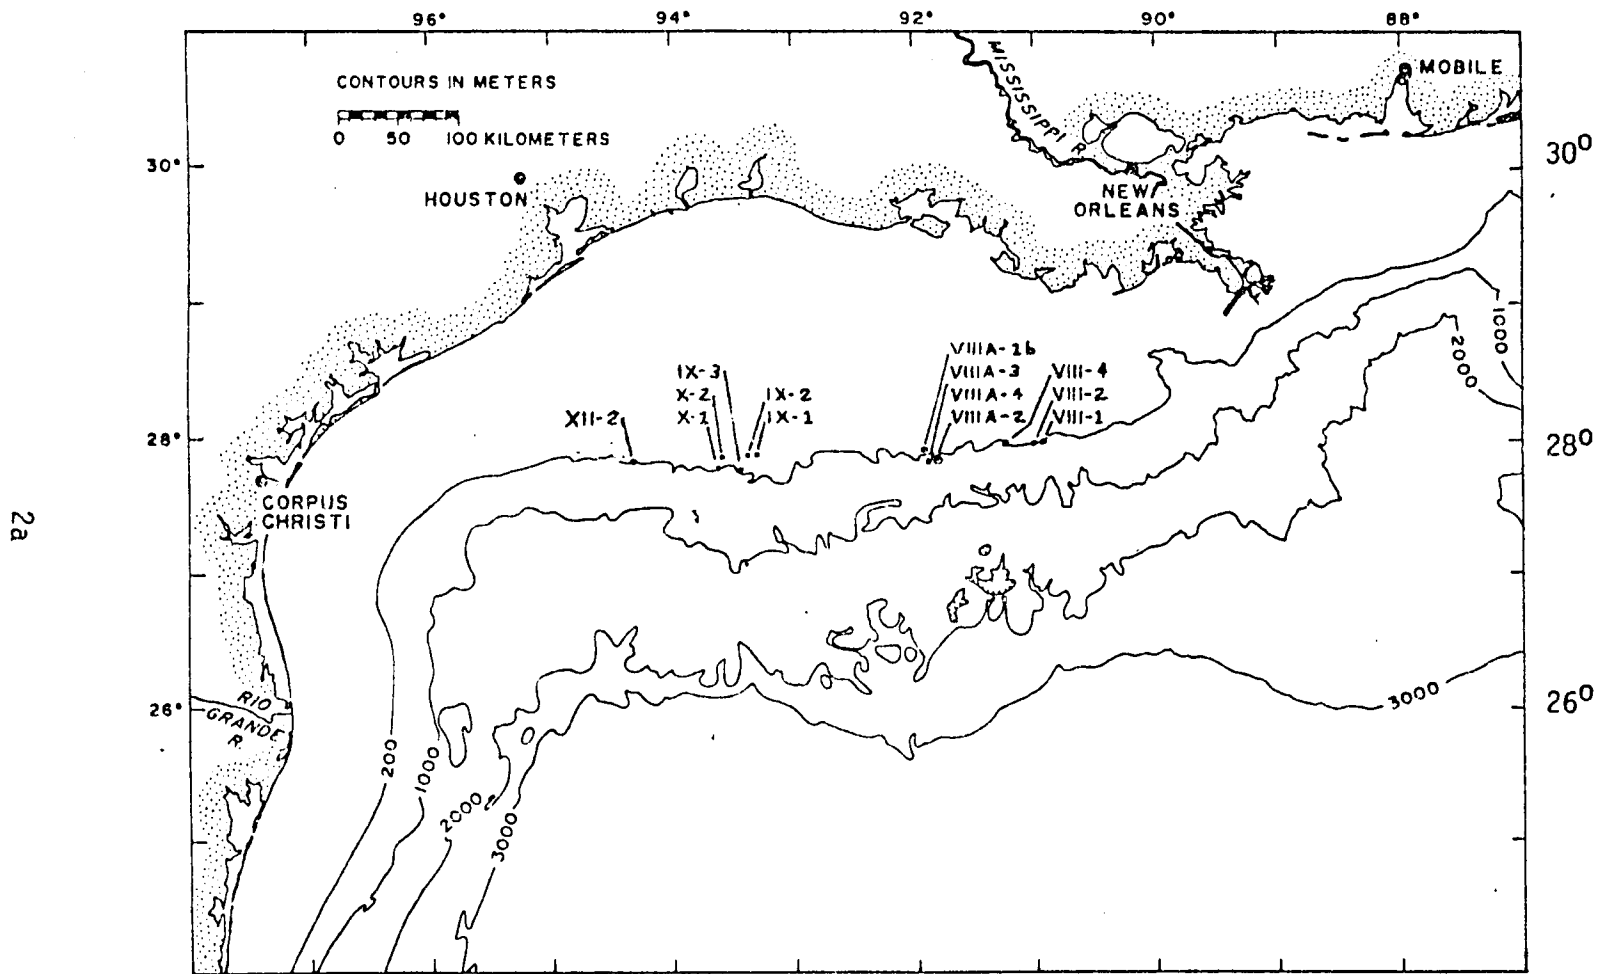 96°
94°
92°
90°
88°
CONTOURS IN METERS
0 50 100 KILOMETERS
MISSISSIPPI R.
MOBILE
30°
30⁰
HOUSTON
NEW
ORLEANS
1000
2000
VIIIA-1b
IX-3
VIIIA-3
VIII-4
X-2
IX-2
VIIIA-4
VIII-2
XII-2
X-1
IX-1
VIIIA-2
VIII-1
28°
28⁰
CORPUS
CHRISTI
2a
RIO
GRANDE
R.
26°
26⁰
3000
200
1000
2000
3000